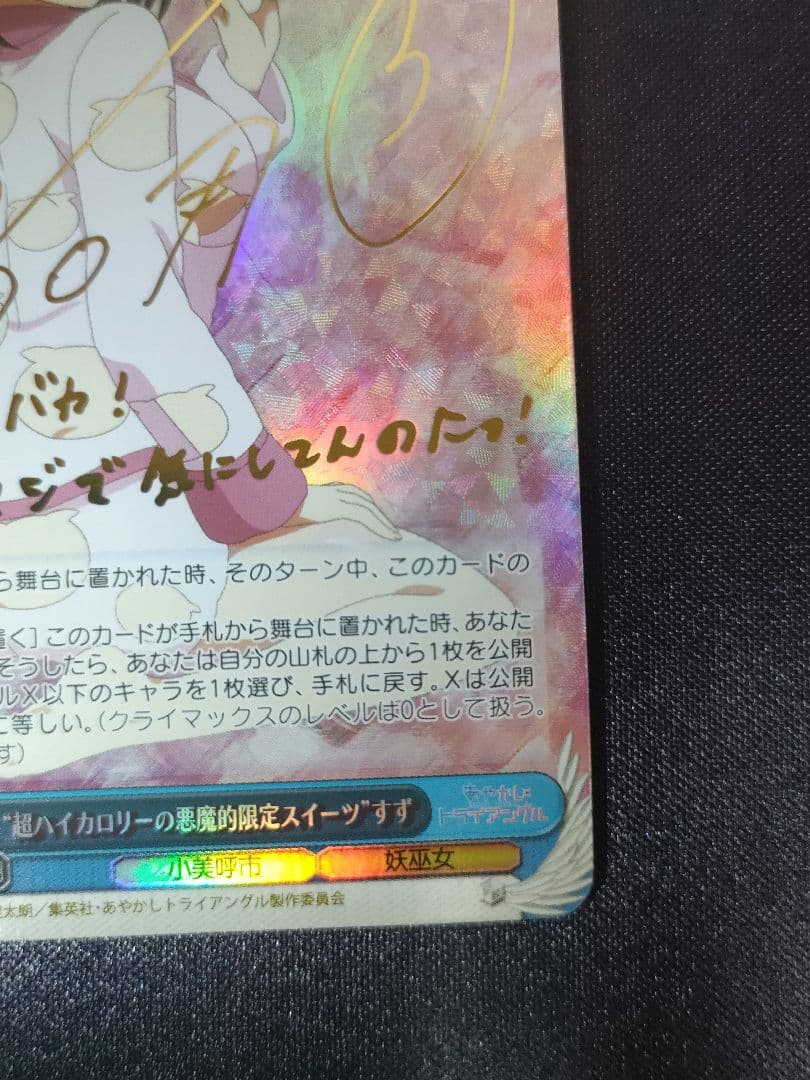 バカ!
ジで気にしてんのにっ!
ら舞台に置かれた時、そのターン中、このカードの
置く]このカードが手札から舞台に置かれた時、あなた
そうしたら、あなたは自分の山札の上から1枚を公開
ルX以下のキャラを1枚選び、手札に戻す。Xは公開
に等しい。(クライマックスのレベルは0として扱う。
す)
“超ハイカロリーの悪魔的限定スイーツ”すず
あやかし
トライアングル
小美呼市
妖巫女
太朗/集英社・あやかしトライアングル製作委員会